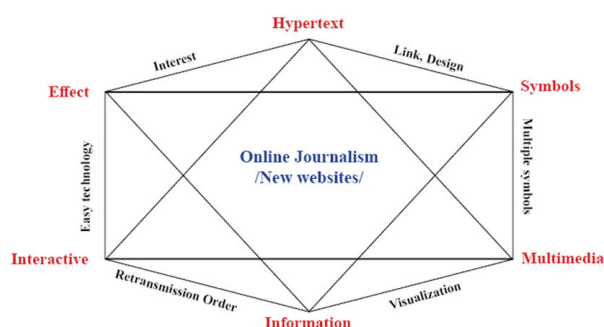 Hypertext
Interest
Link, Design
Effect
Symbols
Online Journalism
/New websites/
Easy technology
Multiple symbols
Interactive
Multimedia
Retransmission Order
Visualization
Information